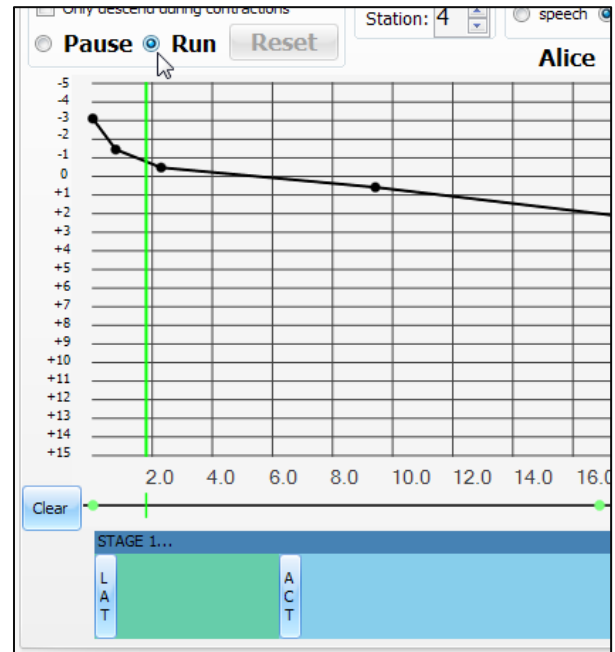 Only descend during contractions
Station: 4
speech
Pause Run Reset
Alice
-5
-4
-3
-2
-1
0
+1
+2
+3
+4
+5
+6
+7
+8
+9
+10
+11
+12
+13
+14
+15
2.0 4.0 6.0 8.0 10.0 12.0 14.0 16.0
Clear
STAGE 1...
LAT
ACT